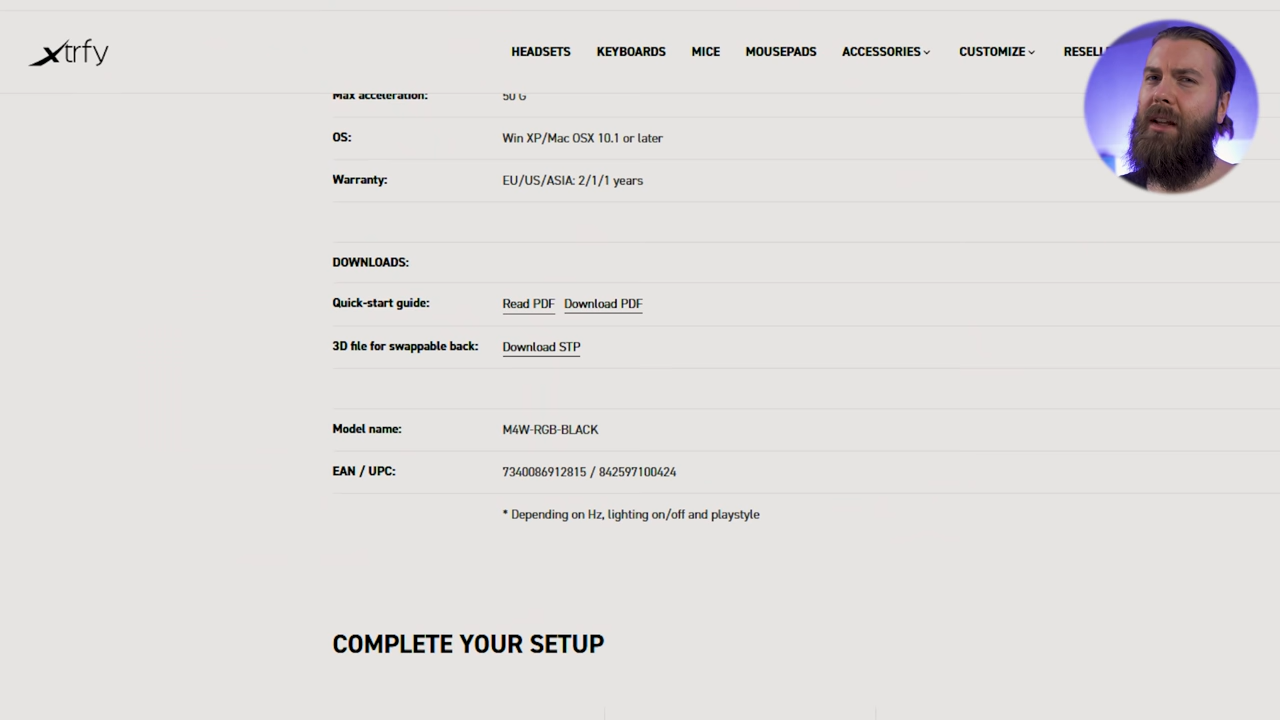 xtrfy
HEADSETS KEYBOARDS MICE MOUSEPADS ACCESSORIES CUSTOMIZE
Max acceleration: 50 G
OS: Win XP/Mac OSX 10.1 or later
Warranty: EU/US/ASIA: 2/1/1 years
DOWNLOADS:
Quick-start guide: Read PDF Download PDF
3D file for swappable back: Download STP
Model name: M4W-RGB-BLACK
EAN / UPC: 7340086912815 / 842597100424
* Depending on Hz, lighting on/off and playstyle
COMPLETE YOUR SETUP